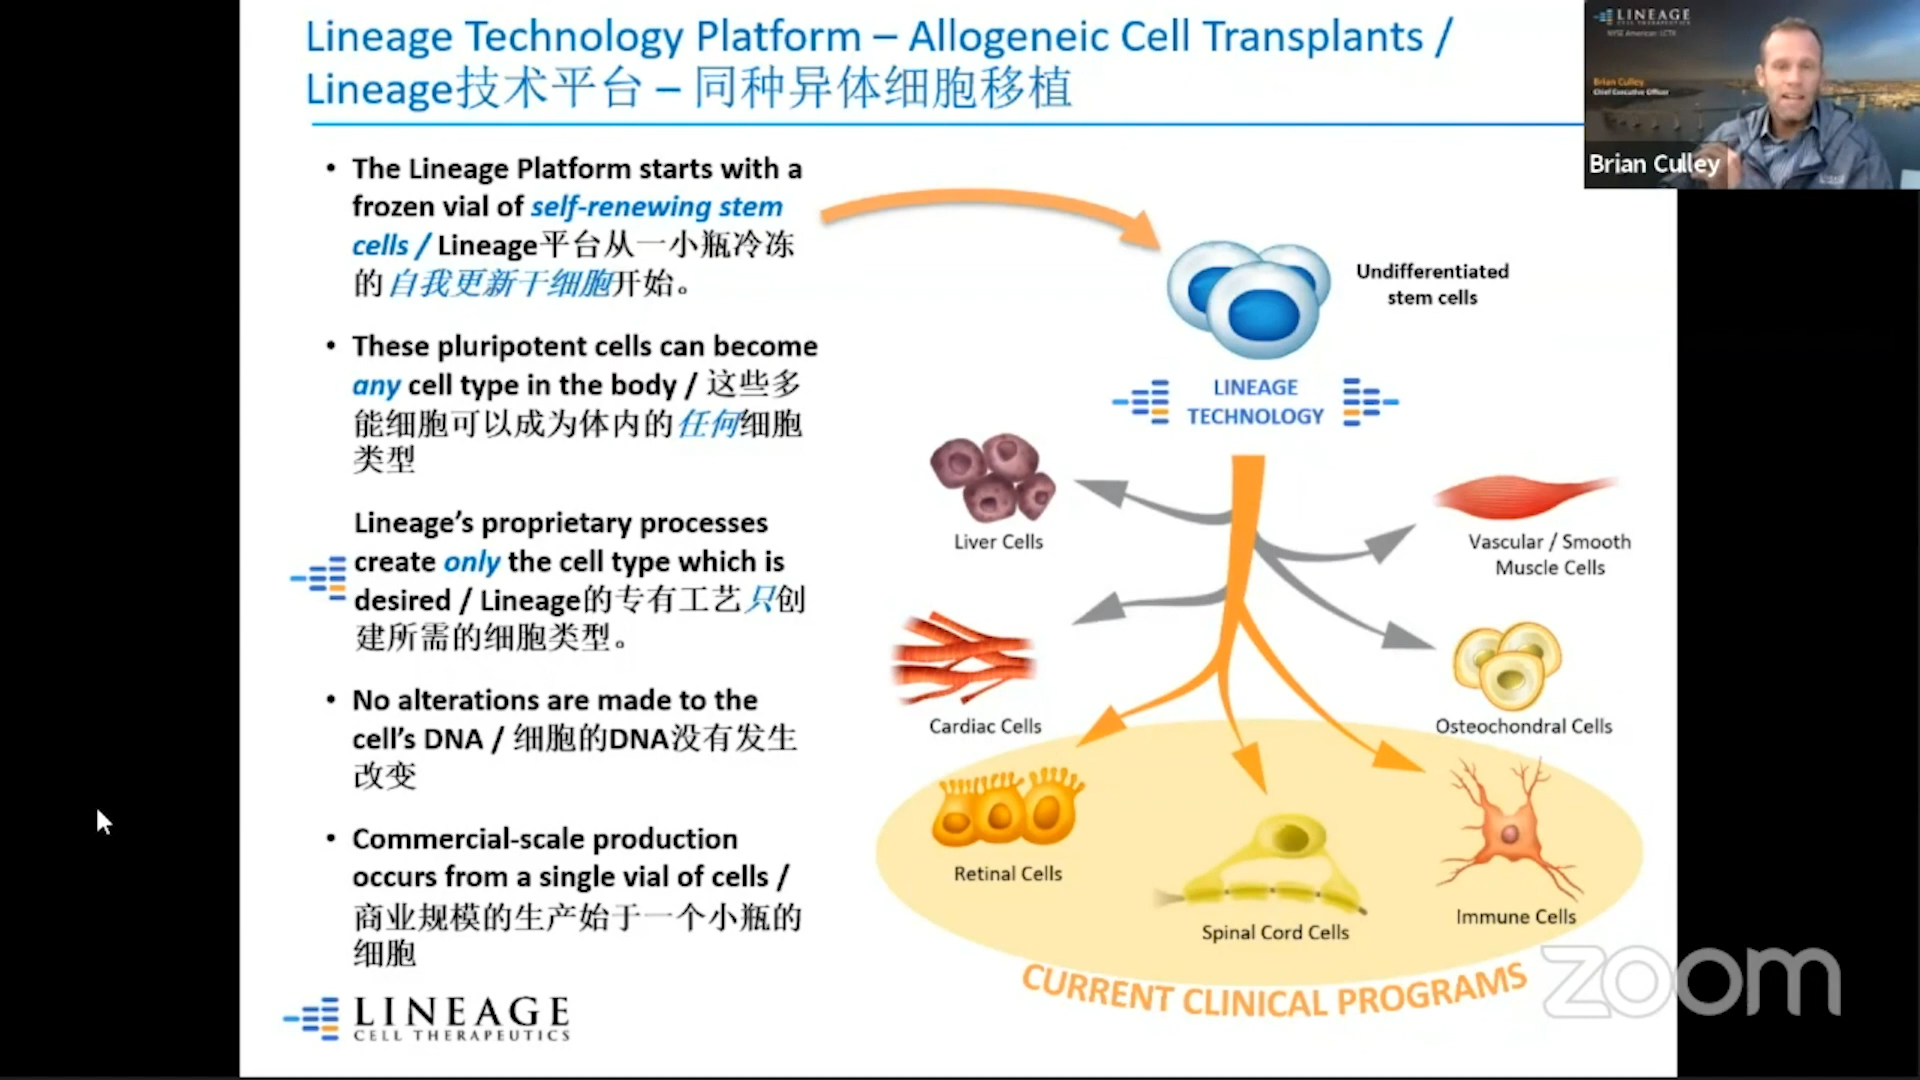 Lineage Technology Platform – Allogeneic Cell Transplants /
Lineage技术平台 – 同种异体细胞移植
• The Lineage Platform starts with a
frozen vial of self-renewing stem
cells / Lineage平台从一小瓶冷冻
的自我更新干细胞开始。
• These pluripotent cells can become
any cell type in the body / 这些多
能细胞可以成为体内的任何细胞
类型
Lineage's proprietary processes
create only the cell type which is
desired / Lineage的专有工艺只创
建所需的细胞类型。
• No alterations are made to the
cell's DNA / 细胞的DNA没有发生
改变
• Commercial-scale production
occurs from a single vial of cells /
商业规模的生产始于一个小瓶的
细胞
LINEAGE
CELL THERAPEUTICS
Undifferentiated
stem cells
LINEAGE
TECHNOLOGY
Liver Cells
Vascular / Smooth
Muscle Cells
Cardiac Cells
Osteochondral Cells
Retinal Cells
Spinal Cord Cells
Immune Cells
CURRENT CLINICAL PROGRAMS
LINEAGE
CELL THERAPEUTICS
NYSE American: LCTX
Brian Culley
Chief Executive Officer
Brian Culley
zoom